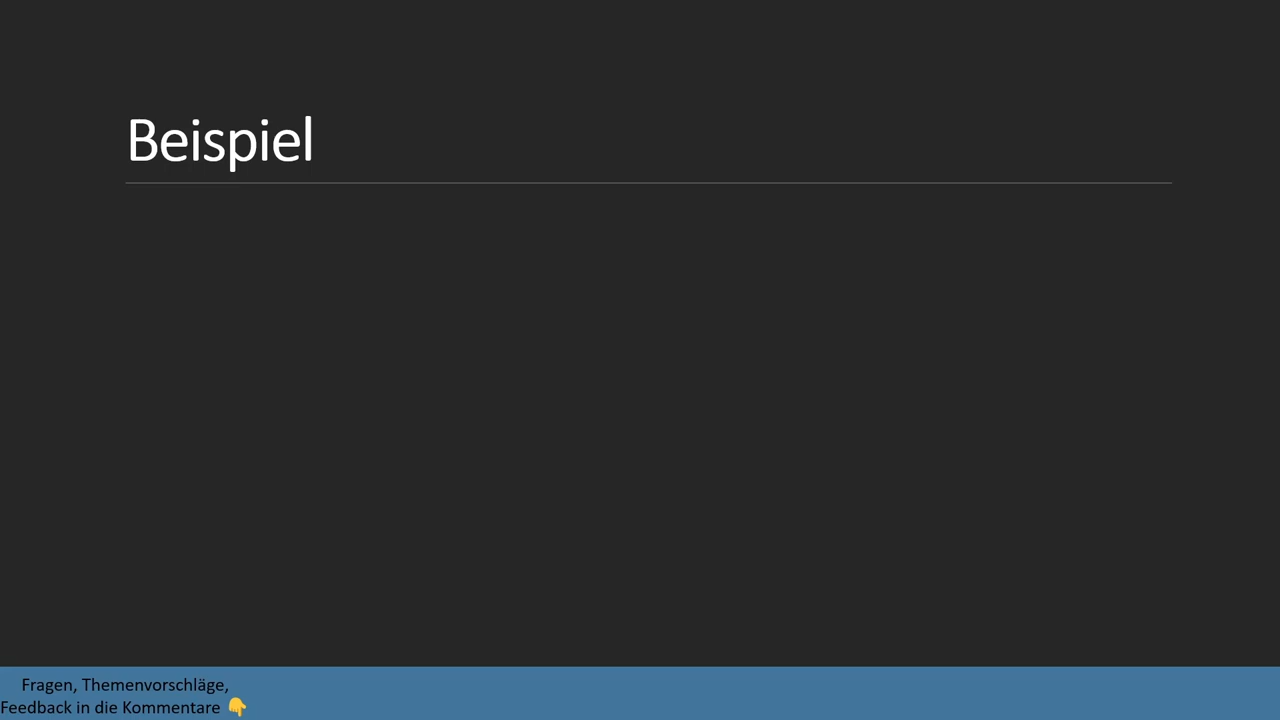 Beispiel
Fragen, Themenvorschläge,
Feedback in die Kommentare 👇